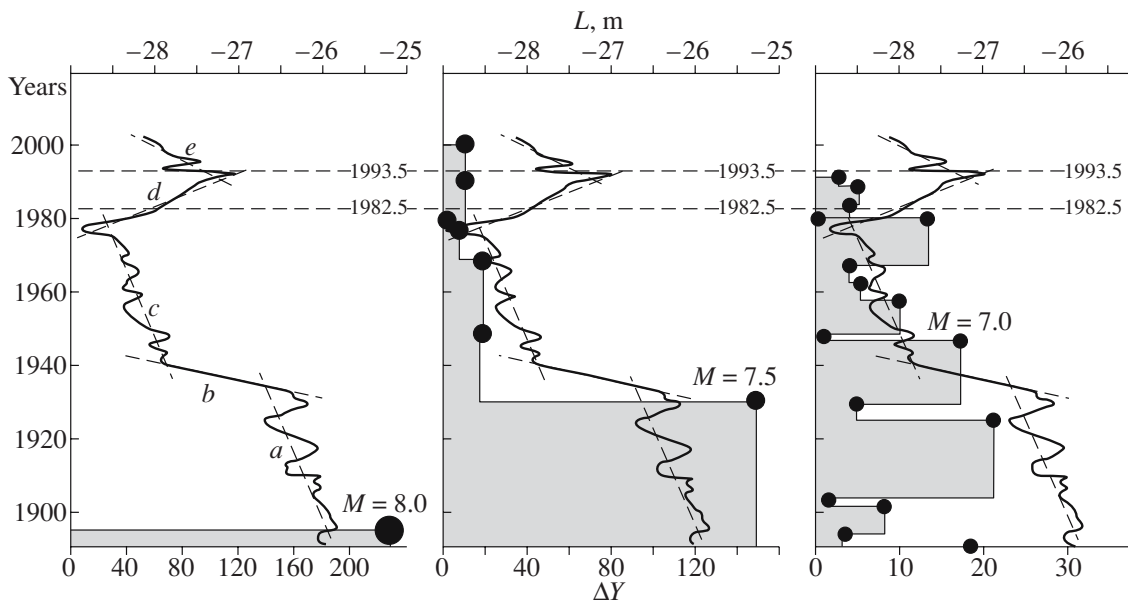 L, m
−28 −27 −26 −25 −28 −27 −26 −25 −28 −27 −26
Years
2000
1980
1960
1940
1920
1900
e
d
c
b
a
1993.5 1993.5 1993.5
1982.5 1982.5 1982.5
M = 8.0
M = 7.5
M = 7.0
0 40 80 120 160 200 0 40 80 120 0 10 20 30
ΔY